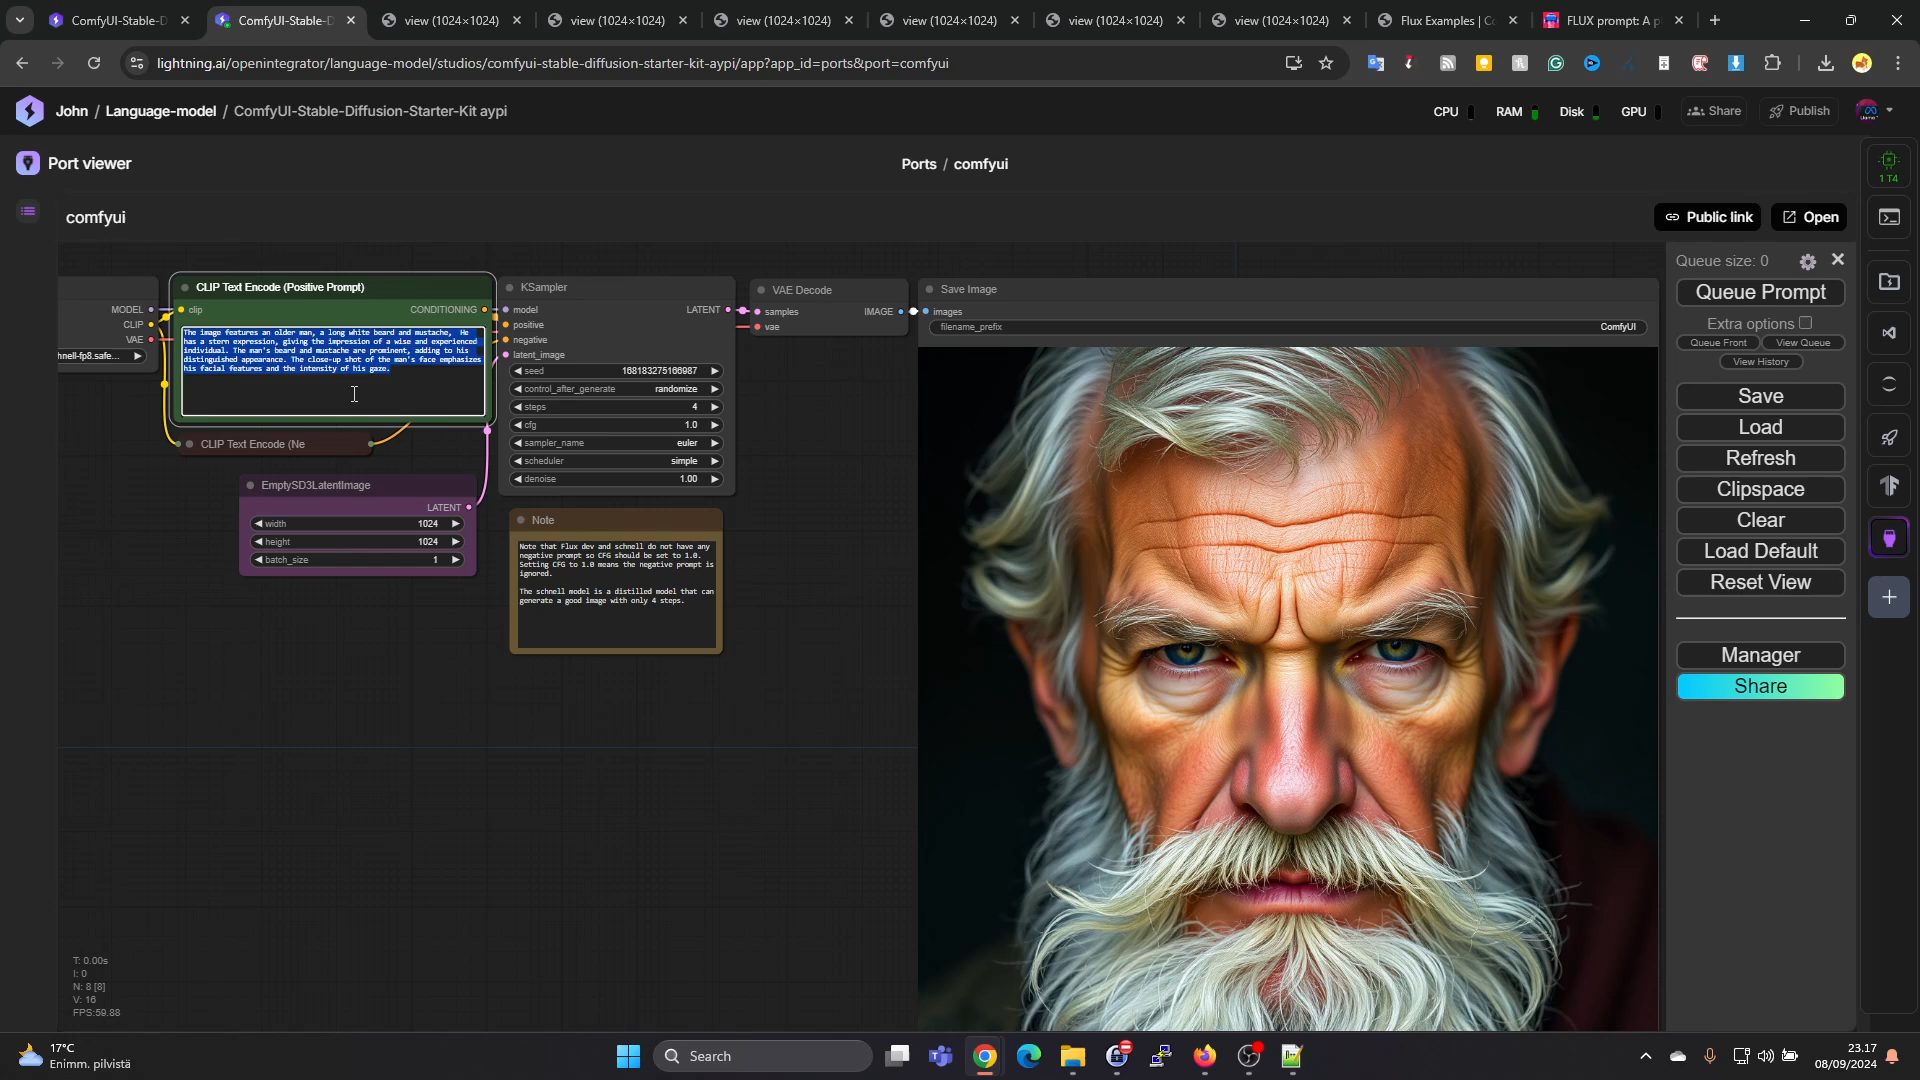 ComfyUI-Stable-D
ComfyUI-Stable-D
view (1024×1024)
view (1024×1024)
view (1024×1024)
view (1024×1024)
view (1024×1024)
view (1024×1024)
Flux Examples | Co
FLUX prompt: A p
lightning.ai/openintegrator/language-model/studios/comfyui-stable-diffusion-starter-kit-aypi/app?app_id=ports&port=comfyui
John / Language-model / ComfyUI-Stable-Diffusion-Starter-Kit aypi
CPU
RAM
Disk
GPU
Share
Publish
Port viewer
Ports / comfyui
1 T4
comfyui
Public link
Open
MODEL
CLIP
VAE
hnell-fp8.safe...
CLIP Text Encode (Positive Prompt)
clip
CONDITIONING
The image features an older man, a long white beard and mustache,  He
has a stern expression, giving the impression of a wise and experienced
individual. The man's beard and mustache are prominent, adding to his
distinguished appearance. The close-up shot of the man's face emphasizes
his facial features and the intensity of his gaze.
CLIP Text Encode (Ne
EmptySD3LatentImage
LATENT
width 1024
height 1024
batch_size 1
KSampler
model
LATENT
positive
negative
latent_image
seed 168183275166987
control_after_generate randomize
steps 4
cfg 1.0
sampler_name euler
scheduler simple
denoise 1.00
Note
Note that Flux dev and schnell do not have any
negative prompt so CFG should be set to 1.0.
Setting CFG to 1.0 means the negative prompt is
ignored.
The schnell model is a distilled model that can
generate a good image with only 4 steps.
VAE Decode
samples
IMAGE
vae
Save Image
images
filename_prefix ComfyUI
Queue size: 0
Queue Prompt
Extra options
Queue Front
View Queue
View History
Save
Load
Refresh
Clipspace
Clear
Load Default
Reset View
Manager
Share
T: 0.00s
I: 0
N: 8 [8]
V: 16
FPS:59.88
17°C
Enimm. pilvistä
Search
23.17
08/09/2024